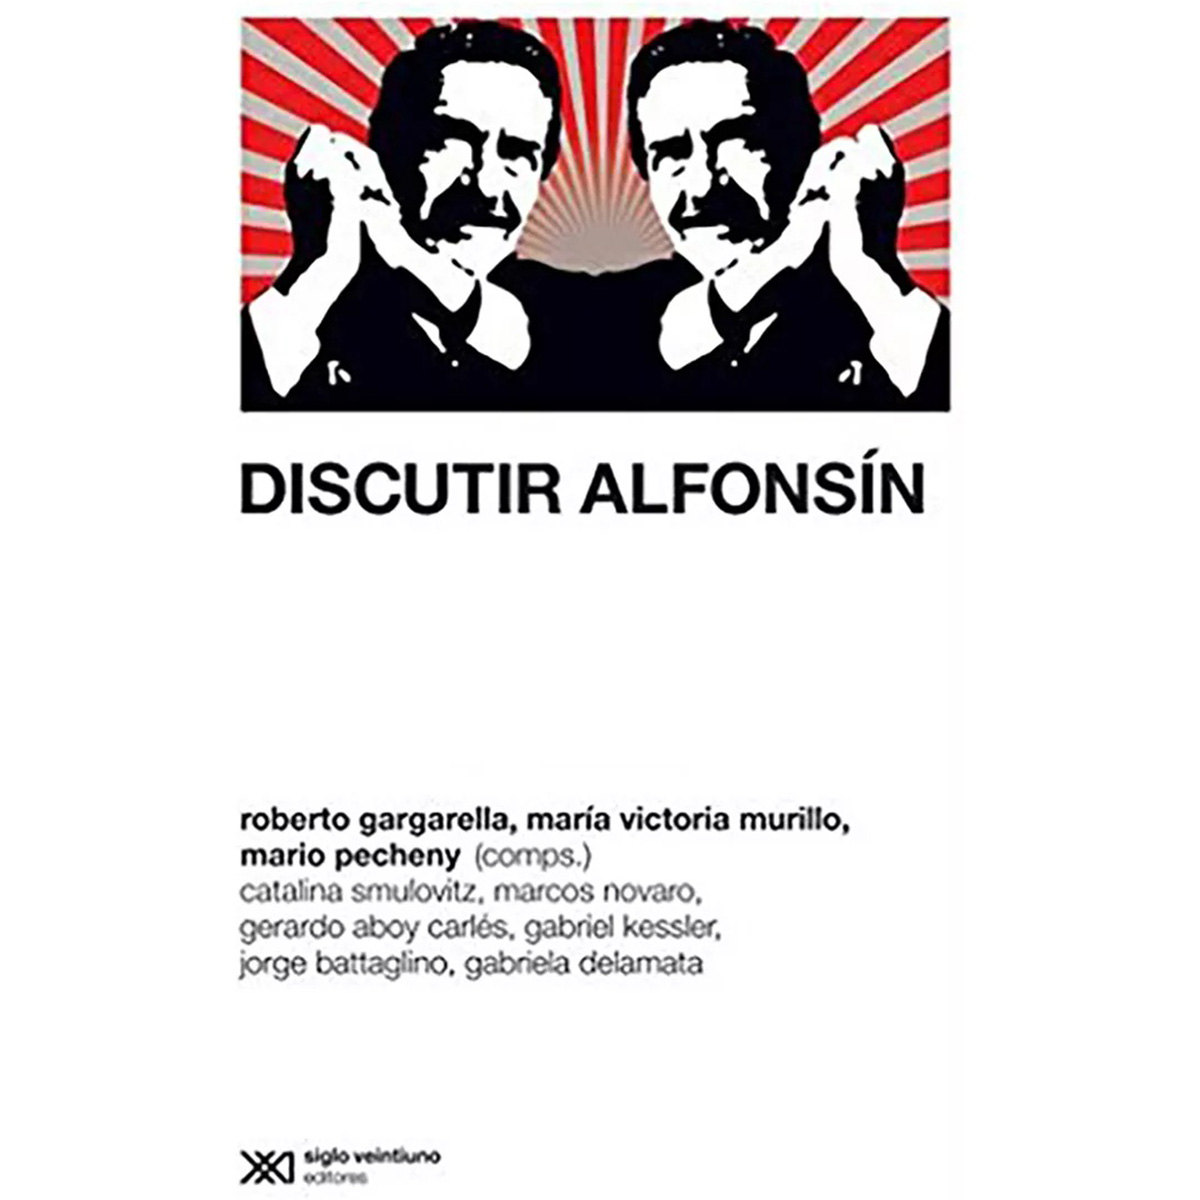 DISCUTIR ALFONSÍN
roberto gargarella, maría victoria murillo,
mario pecheny (comps.)
catalina smulovitz, marcos novaro,
gerardo aboy carlés, gabriel kessler,
jorge battaglino, gabriela delamata
siglo veintiuno
editores